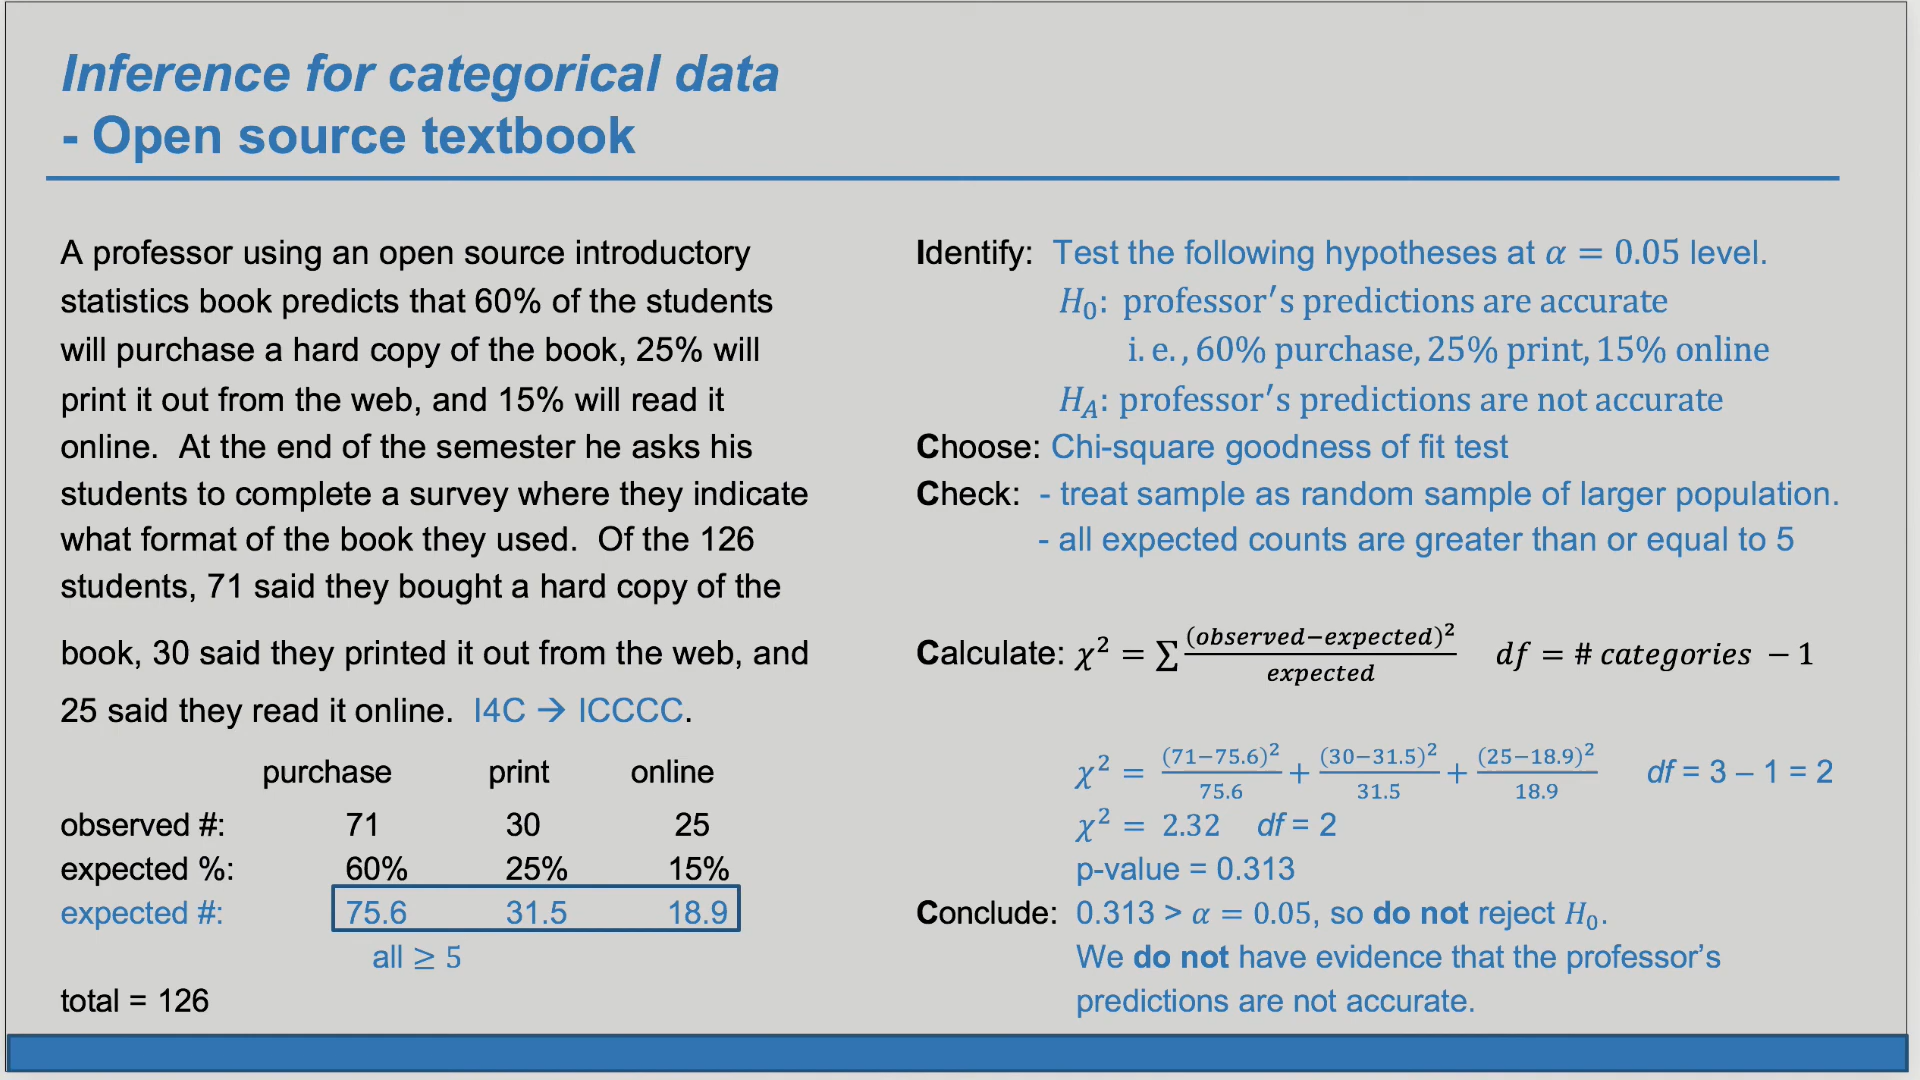 Inference for categorical data
- Open source textbook
A professor using an open source introductory
statistics book predicts that 60% of the students
will purchase a hard copy of the book, 25% will
print it out from the web, and 15% will read it
online.  At the end of the semester he asks his
students to complete a survey where they indicate
what format of the book they used.  Of the 126
students, 71 said they bought a hard copy of the
book, 30 said they printed it out from the web, and
25 said they read it online.  I4C → ICCCC.
purchase print online
observed #: 71 30 25
expected %: 60% 25% 15%
expected #: 75.6 31.5 18.9
all ≥ 5
total = 126
Identify: Test the following hypotheses at α = 0.05 level.
H₀: professor′s predictions are accurate
i. e., 60% purchase, 25% print, 15% online
H_A: professor′s predictions are not accurate
Choose: Chi-square goodness of fit test
Check: - treat sample as random sample of larger population.
- all expected counts are greater than or equal to 5
Calculate: χ² = ∑ (observed−expected)²/expected df = # categories − 1
χ² = (71−75.6)²/75.6 + (30−31.5)²/31.5 + (25−18.9)²/18.9 df = 3 – 1 = 2
χ² = 2.32 df = 2
p-value = 0.313
Conclude: 0.313 > α = 0.05, so do not reject H₀.
We do not have evidence that the professor’s
predictions are not accurate.